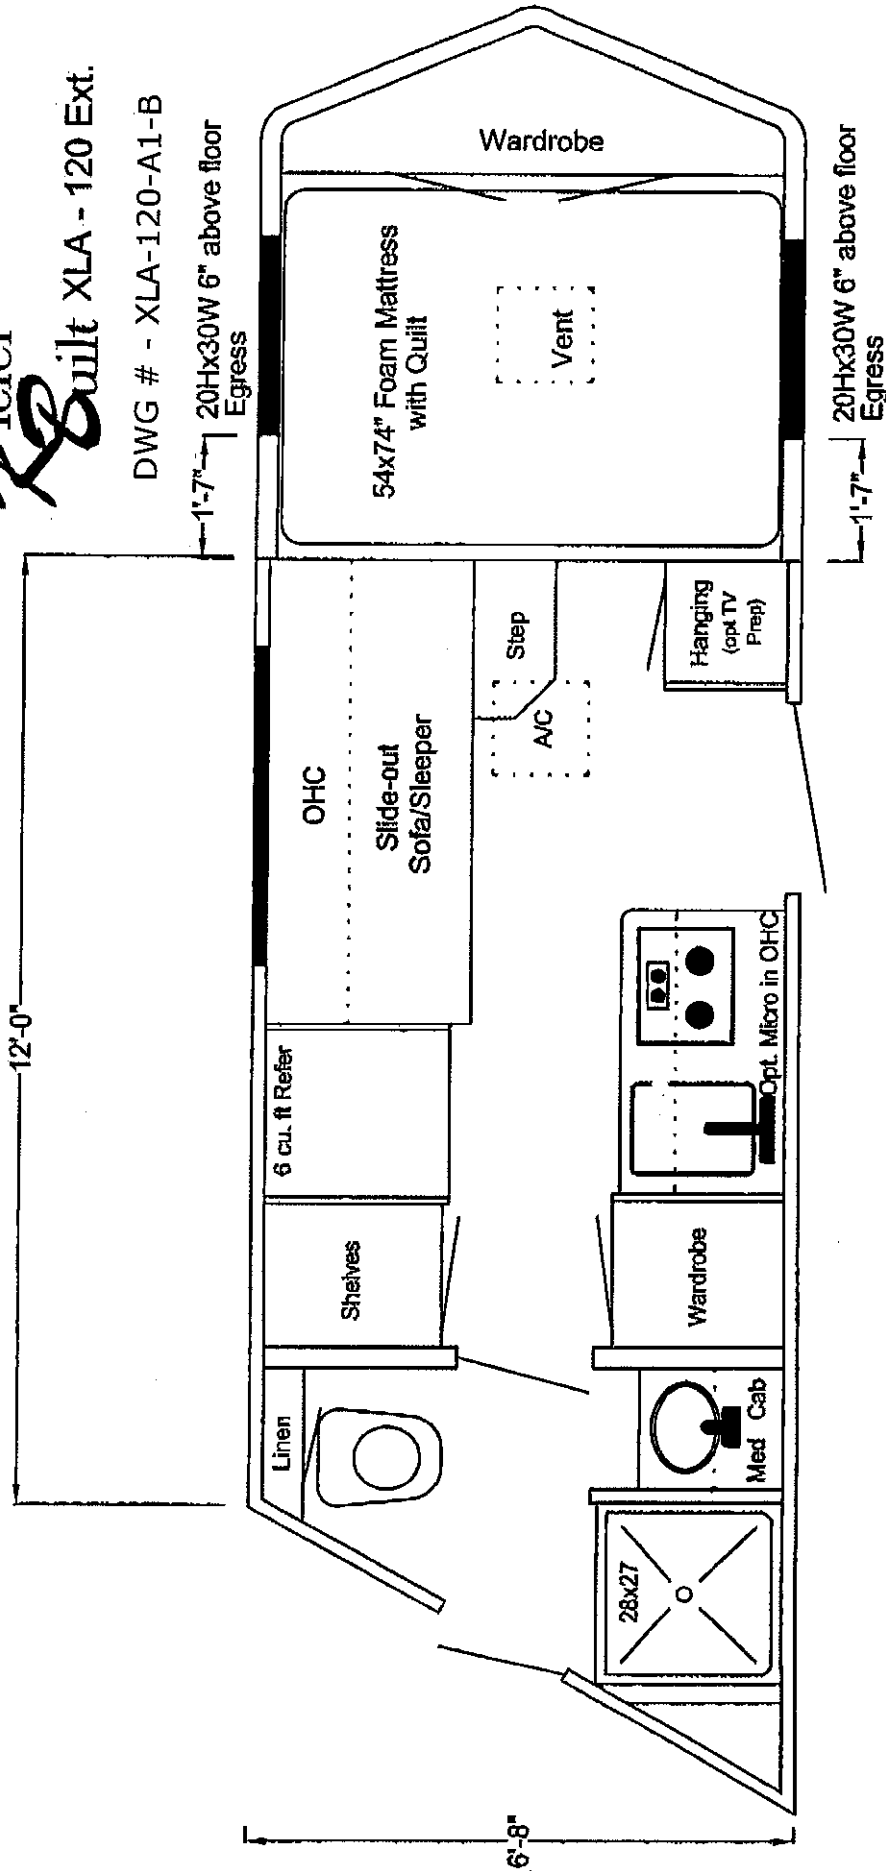 Built XLA - 120 Ext.
DWG # - XLA-120-A1-B
20Hx30W 6" above floor
Egress
1'-7"
12'-0"
Wardrobe
54x74" Foam Mattress
with Quilt
Vent
OHC
Slide-out
Sofa/Sleeper
Step
A/C
Hanging
(opt TV
Prep)
6 cu. ft Refer
Shelves
Linen
Opt. Micro in OHC
Wardrobe
Med Cab
28x27
6'-8"
1'-7"
20Hx30W 6" above floor
Egress